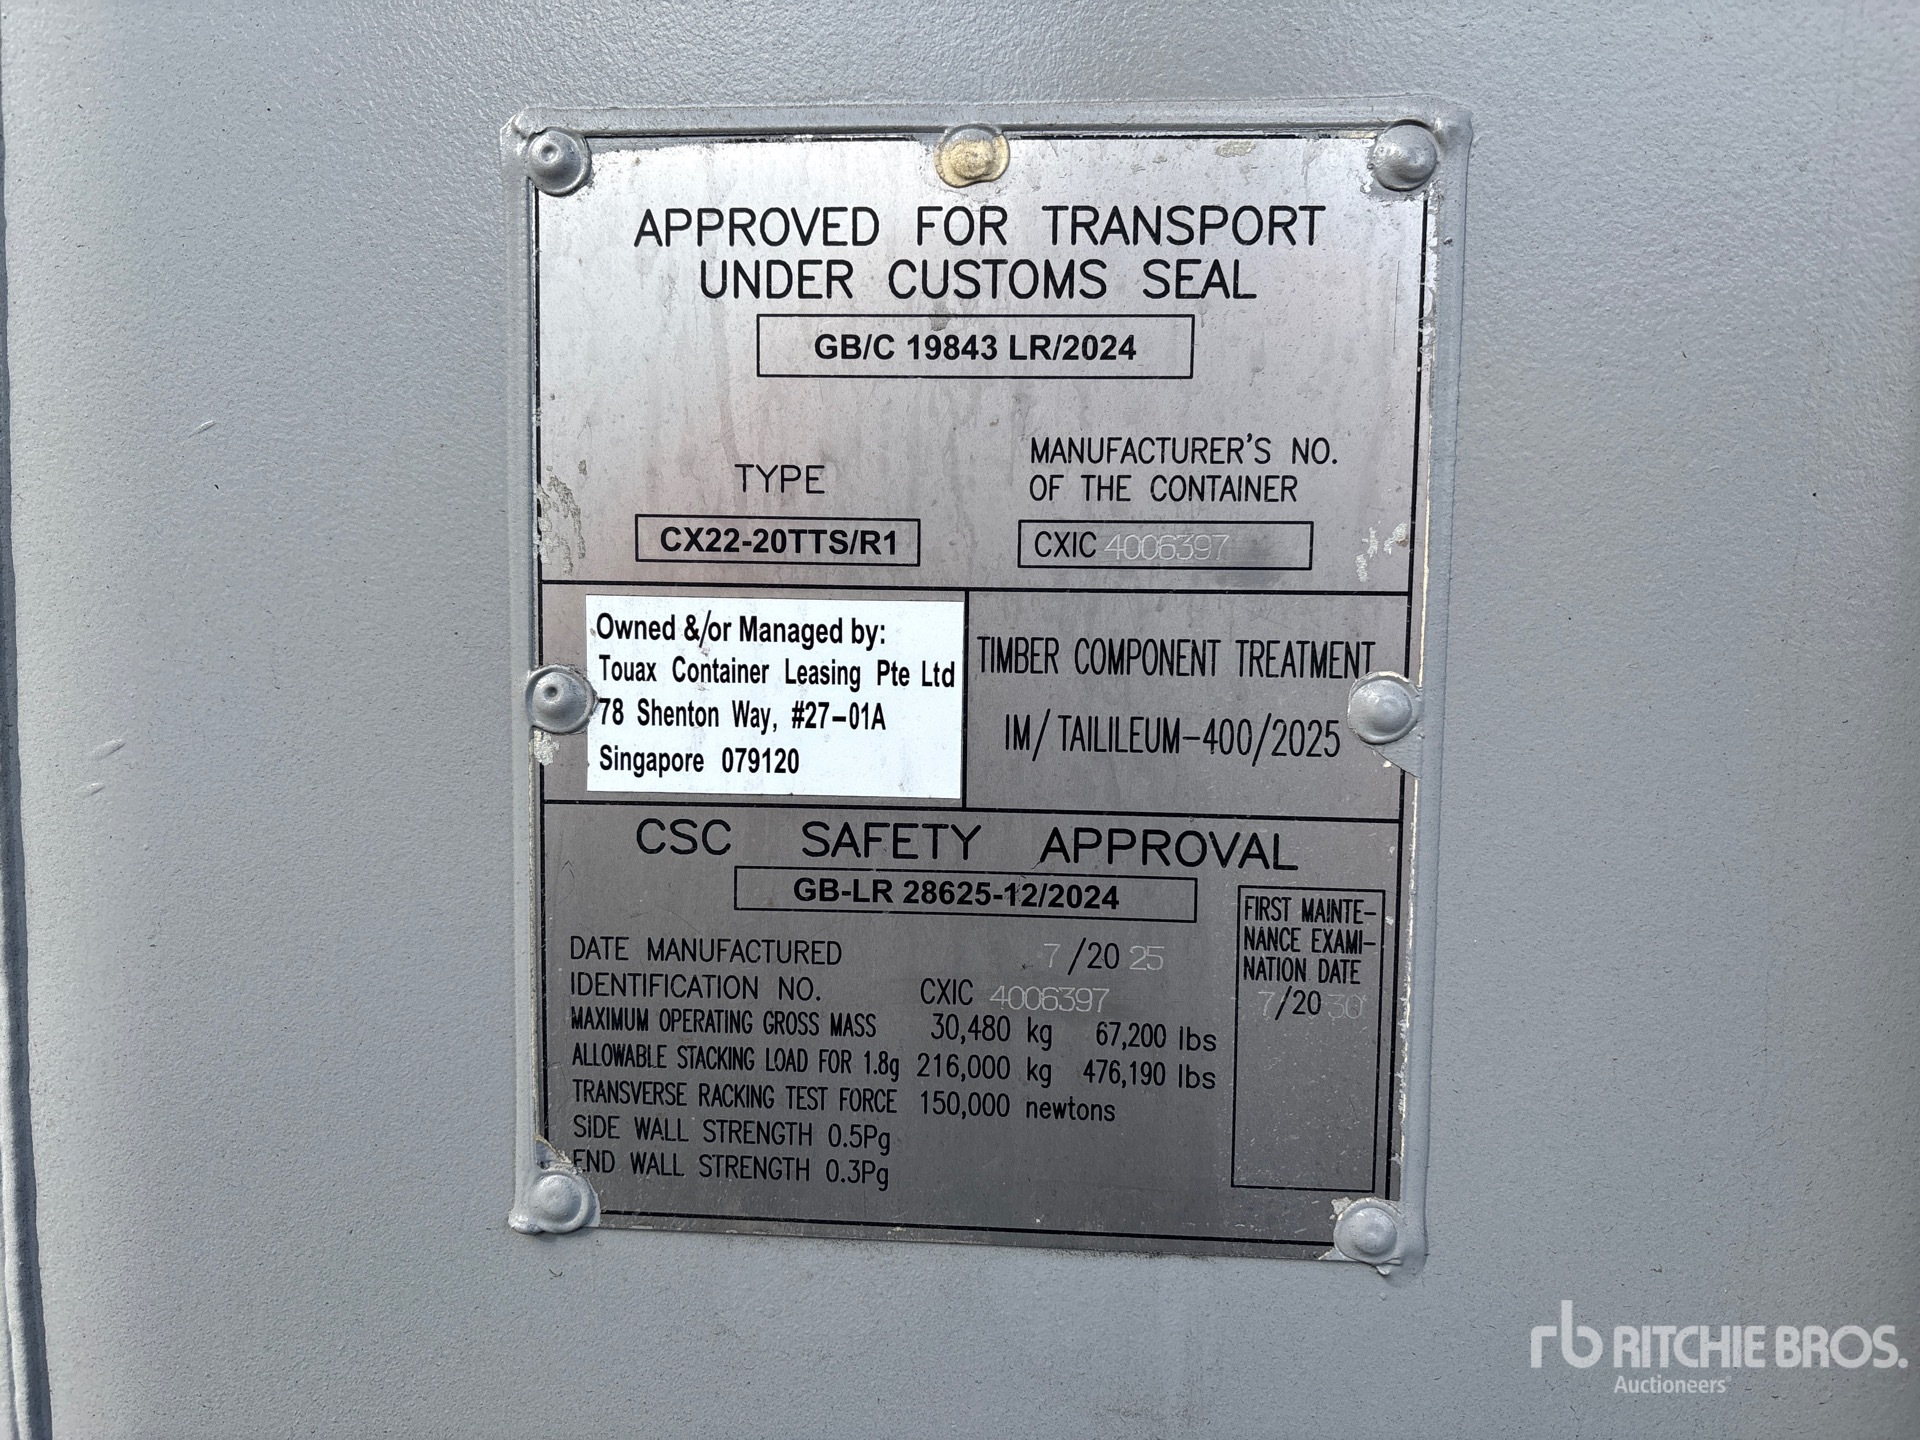 APPROVED FOR TRANSPORT
UNDER CUSTOMS SEAL
GB/C 19843 LR/2024
TYPE
CX22-20TTS/R1
MANUFACTURER'S NO.
OF THE CONTAINER
CXIC 4006397
Owned &/or Managed by:
Touax Container Leasing Pte Ltd
78 Shenton Way, #27-01A
Singapore 079120
TIMBER COMPONENT TREATMENT
IM/TAILILEUM-400/2025
CSC SAFETY APPROVAL
GB-LR 28625-12/2024
DATE MANUFACTURED 7/20 25
IDENTIFICATION NO. CXIC 4006397
MAXIMUM OPERATING GROSS MASS 30,480 kg 67,200 lbs
ALLOWABLE STACKING LOAD FOR 1.8g 216,000 kg 476,190 lbs
TRANSVERSE RACKING TEST FORCE 150,000 newtons
SIDE WALL STRENGTH 0.5Pg
END WALL STRENGTH 0.3Pg
FIRST MAINTE-
NANCE EXAMI-
NATION DATE
7/20 30
rb RITCHIE BROS.
Auctioneers